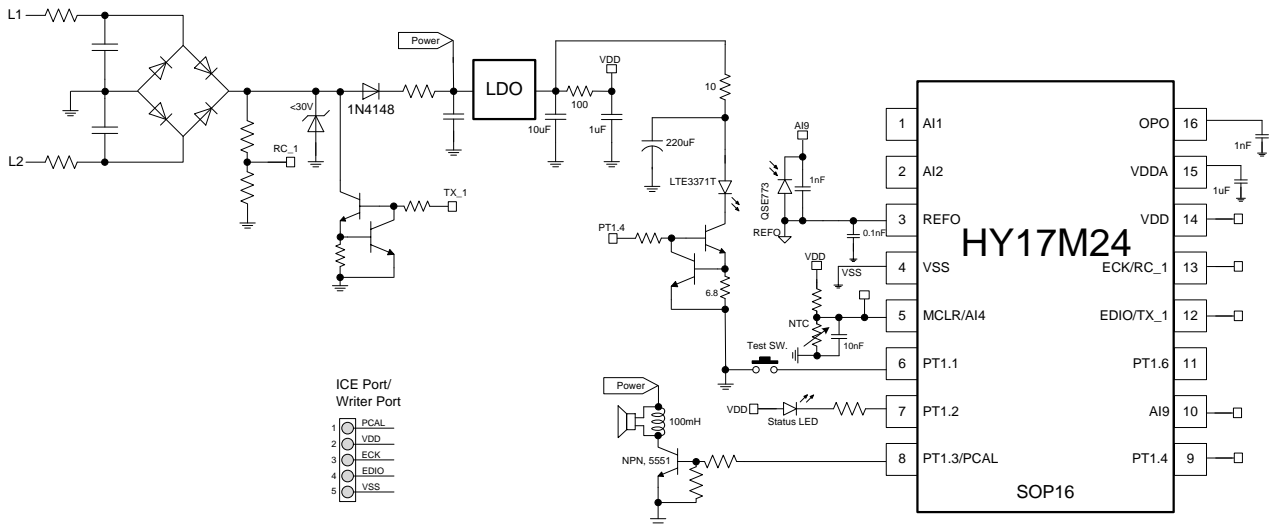 L1
L2
RC_1
<30V
1N4148
TX_1
Power
LDO
10uF
100
VDD
1uF
10
220uF
LTE3371T
PT1.4
6.8
AI9
QSE773
1nF
REFO
0.1nF
VSS
VDD
NTC
10nF
Test SW.
Power
100mH
VDD
Status LED
NPN, 5551
ICE Port/
Writer Port
1 PCAL
2 VDD
3 ECK
4 EDIO
5 VSS
HY17M24
SOP16
1 AI1
2 AI2
3 REFO
4 VSS
5 MCLR/AI4
6 PT1.1
7 PT1.2
8 PT1.3/PCAL
OPO 16
VDDA 15
VDD 14
ECK/RC_1 13
EDIO/TX_1 12
PT1.6 11
AI9 10
PT1.4 9
1nF
1uF